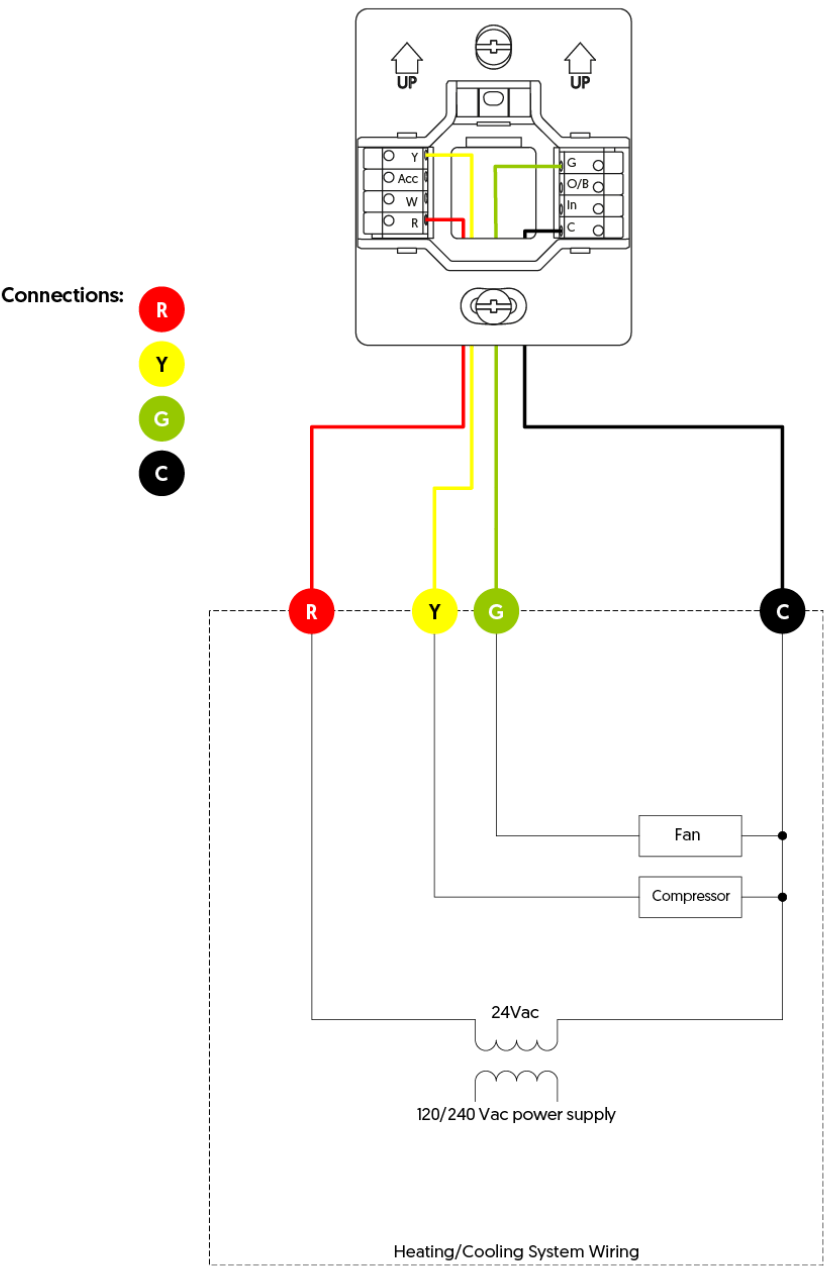 UP
UP
Y
Acc
W
R
G
O/B
In
C
Connections:
R
Y
G
C
R
Y
G
C
Fan
Compressor
24Vac
120/240 Vac power supply
Heating/Cooling System Wiring